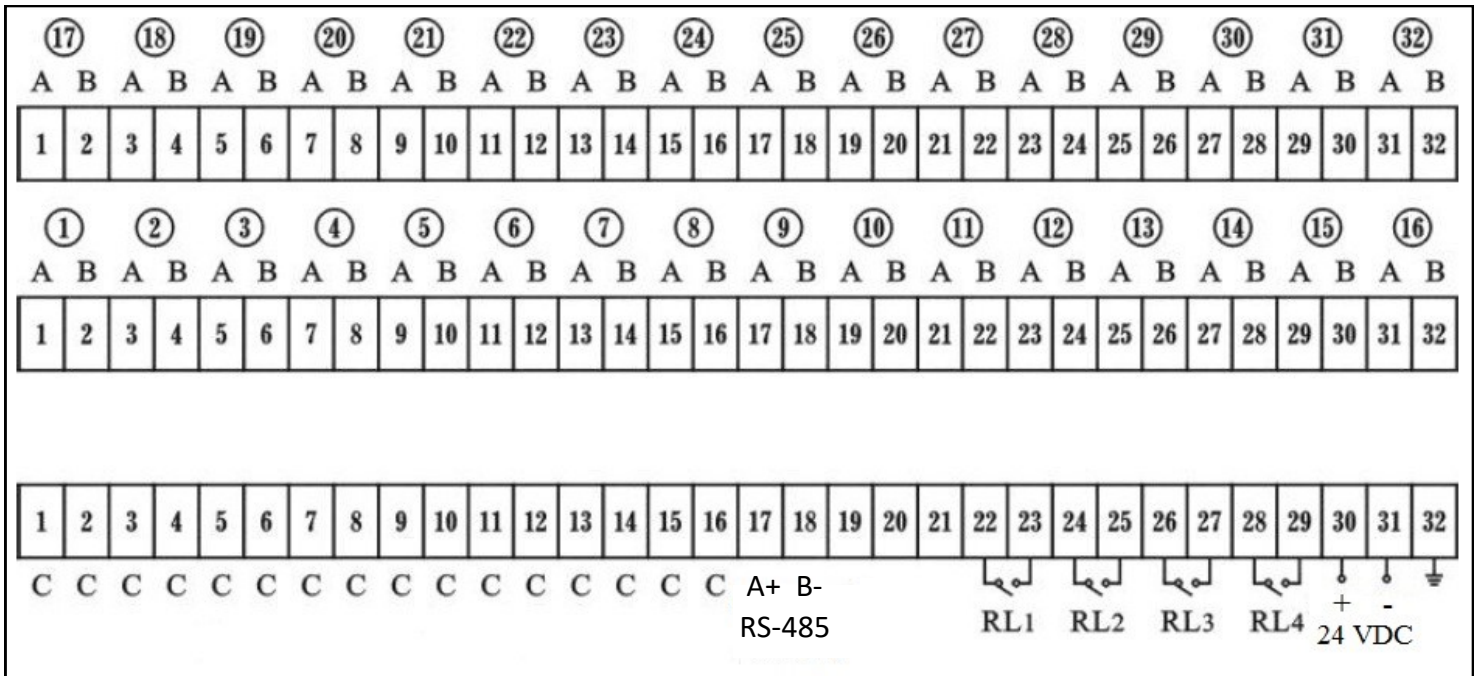 ⑰ ⑱ ⑲ ⑳ ㉑ ㉒ ㉓ ㉔ ㉕ ㉖ ㉗ ㉘ ㉙ ㉚ ㉛ ㉜
A B A B A B A B A B A B A B A B A B A B A B A B A B A B A B A B
1 2 3 4 5 6 7 8 9 10 11 12 13 14 15 16 17 18 19 20 21 22 23 24 25 26 27 28 29 30 31 32
① ② ③ ④ ⑤ ⑥ ⑦ ⑧ ⑨ ⑩ ⑪ ⑫ ⑬ ⑭ ⑮ ⑯
A B A B A B A B A B A B A B A B A B A B A B A B A B A B A B A B
1 2 3 4 5 6 7 8 9 10 11 12 13 14 15 16 17 18 19 20 21 22 23 24 25 26 27 28 29 30 31 32
1 2 3 4 5 6 7 8 9 10 11 12 13 14 15 16 17 18 19 20 21 22 23 24 25 26 27 28 29 30 31 32
C C C C C C C C C C C C C C C C A+ B-
RS-485 RL1 RL2 RL3 RL4 + -
24 VDC